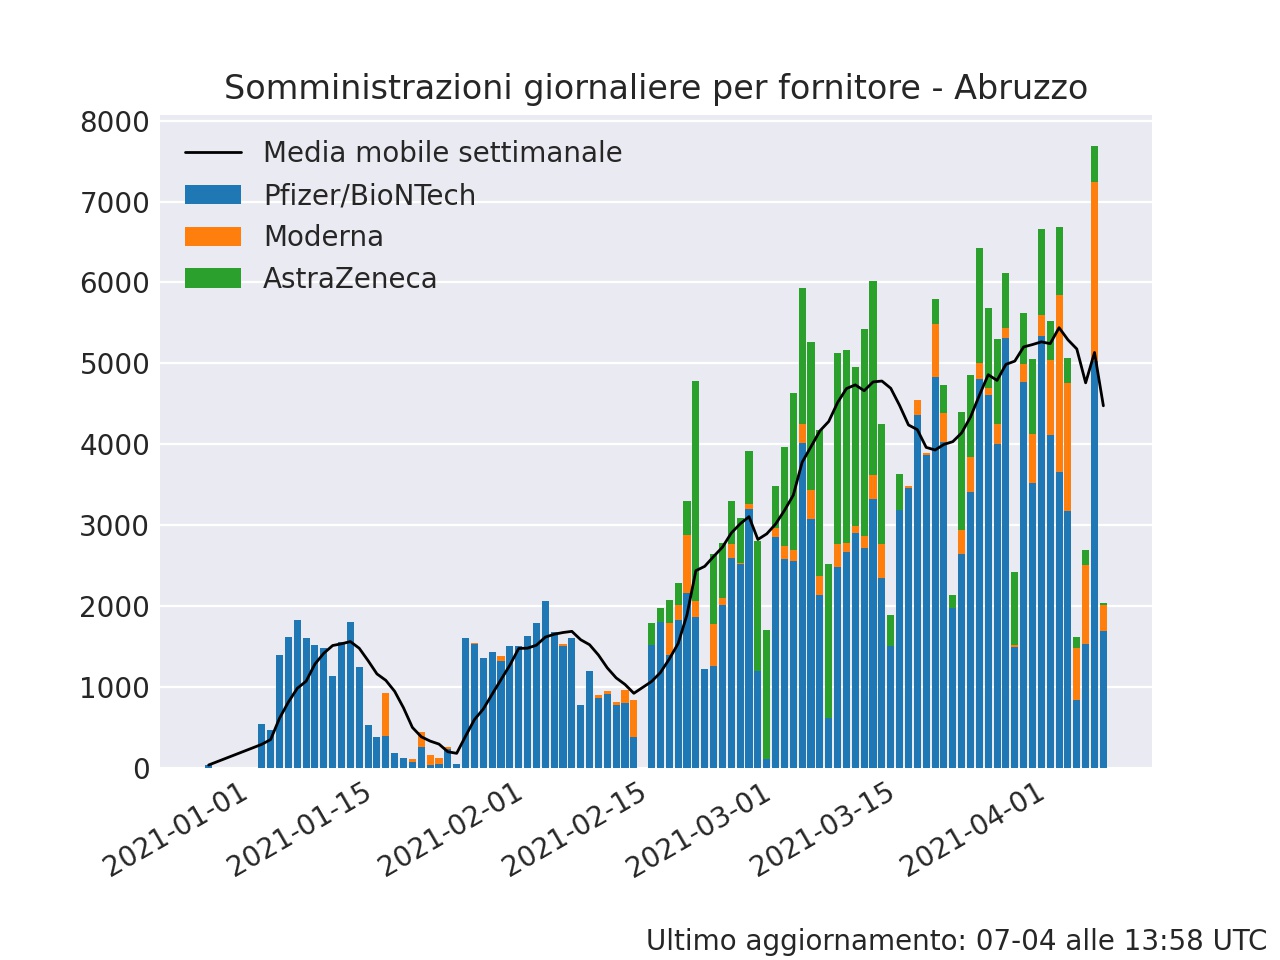 Somministrazioni giornaliere per fornitore - Abruzzo
8000
7000
6000
5000
4000
3000
2000
1000
0
Media mobile settimanale
Pfizer/BioNTech
Moderna
AstraZeneca
2021-01-01
2021-01-15
2021-02-01
2021-02-15
2021-03-01
2021-03-15
2021-04-01
Ultimo aggiornamento: 07-04 alle 13:58 UTC